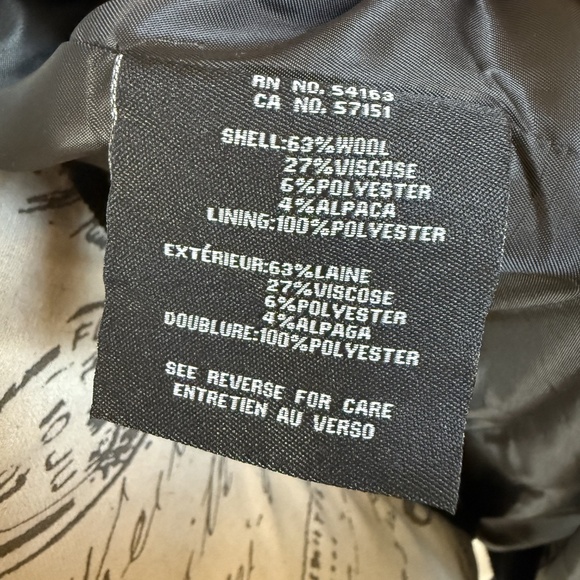 RN NO. 54163
CA NO. 57151
SHELL:63%WOOL
27%VISCOSE
6%POLYESTER
4%ALPACA
LINING:100%POLYESTER
EXTÉRIEUR:63%LAINE
27%VISCOSE
6%POLYESTER
4%ALPAGA
DOUBLURE:100%POLYESTER
SEE REVERSE FOR CARE
ENTRETIEN AU VERSO